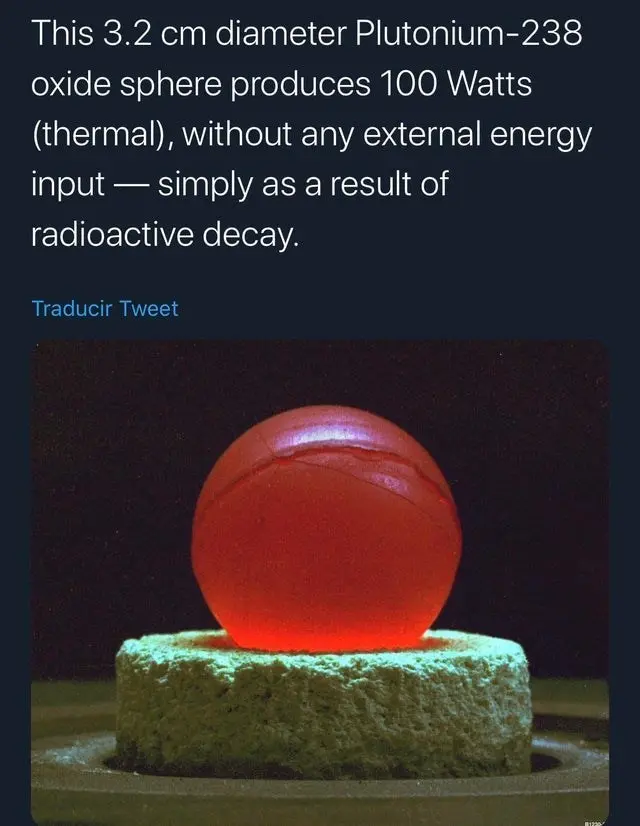 This 3.2 cm diameter Plutonium-238
oxide sphere produces 100 Watts
(thermal), without any external energy
input — simply as a result of
radioactive decay.
Traducir Tweet